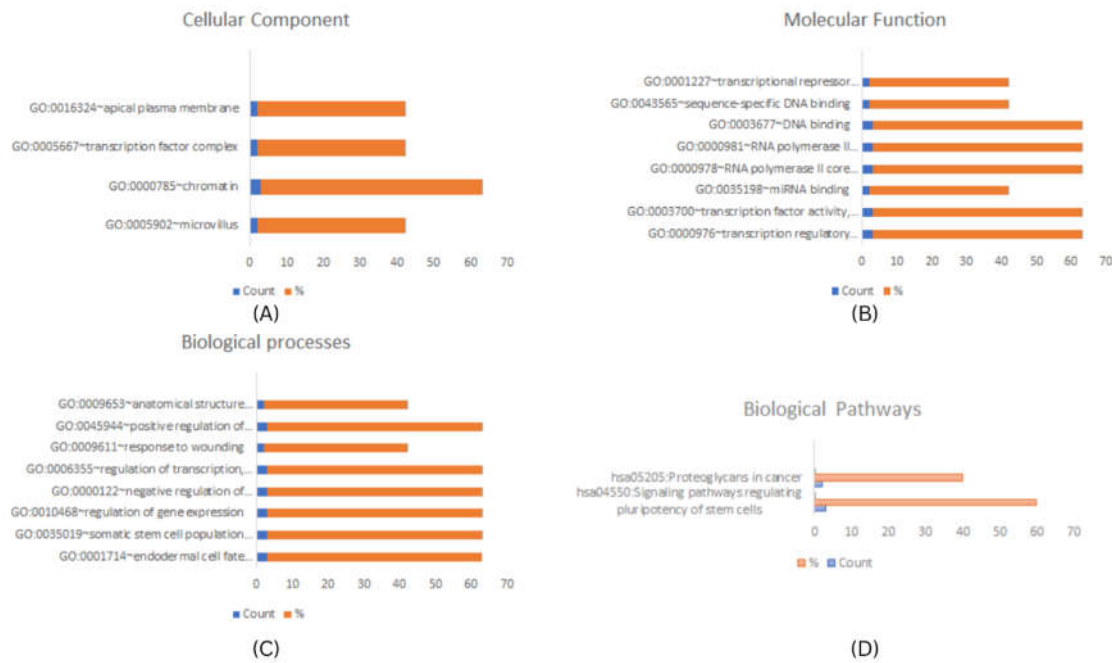 Cellular Component
GO:0016324~apical plasma membrane
GO:0005667~transcription factor complex
GO:0000785~chromatin
GO:0005902~microvillus
0 10 20 30 40 50 60 70
Count %
(A)
Molecular Function
GO:0001227~transcriptional repressor...
GO:0043565~sequence-specific DNA binding
GO:0003677~DNA binding
GO:0000981~RNA polymerase II...
GO:0000978~RNA polymerase II core...
GO:0035198~miRNA binding
GO:0003700~transcription factor activity,...
GO:0000976~transcription regulatory...
0 10 20 30 40 50 60 70
Count %
(B)
Biological processes
GO:0009653~anatomical structure...
GO:0045944~positive regulation of...
GO:0009611~response to wounding
GO:0006355~regulation of transcription,...
GO:0000122~negative regulation of...
GO:0010468~regulation of gene expression
GO:0035019~somatic stem cell population...
GO:0001714~endodermal cell fate...
0 10 20 30 40 50 60 70
Count %
(C)
Biological Pathways
hsa05205:Proteoglycans in cancer
hsa04550:Signaling pathways regulating
pluripotency of stem cells
0 10 20 30 40 50 60 70
% Count
(D)